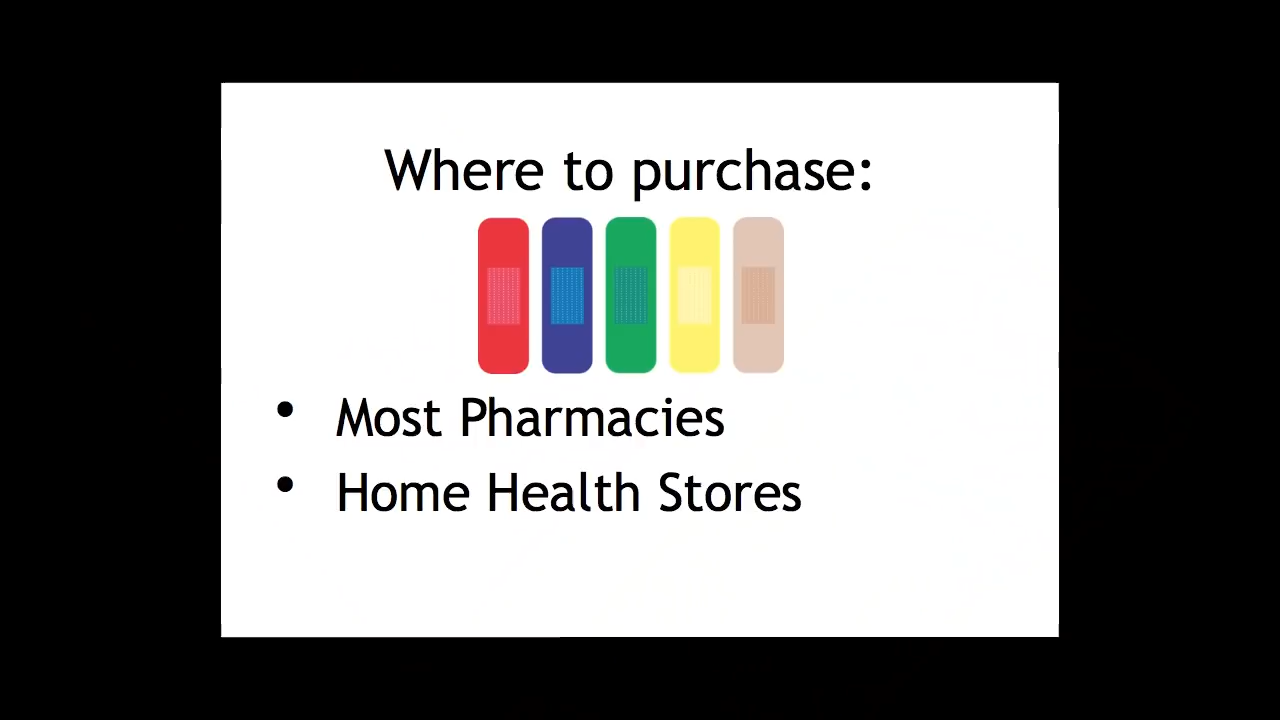 Where to purchase:
• Most Pharmacies
• Home Health Stores